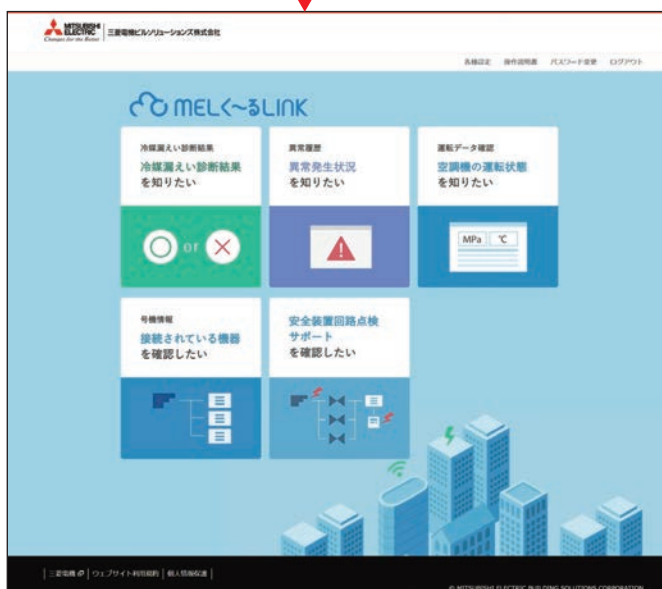 MITSUBISHI
ELECTRIC
Changes for the Better
三菱電機ビルソリューションズ株式会社
各種設定 操作説明書 パスワード変更 ログアウト
MELく~るLINK
冷媒漏えい診断結果
冷媒漏えい診断結果
を知りたい
or
異常履歴
異常発生状況
を知りたい
運転データ確認
空調機の運転状態
を知りたい
MPa ℃
号機情報
接続されている機器
を確認したい
安全装置回路点検
サポート
を確認したい
三菱電機 ウェブサイト利用規約 個人情報保護
© MITSUBISHI ELECTRIC BUILDING SOLUTIONS CORPORATION